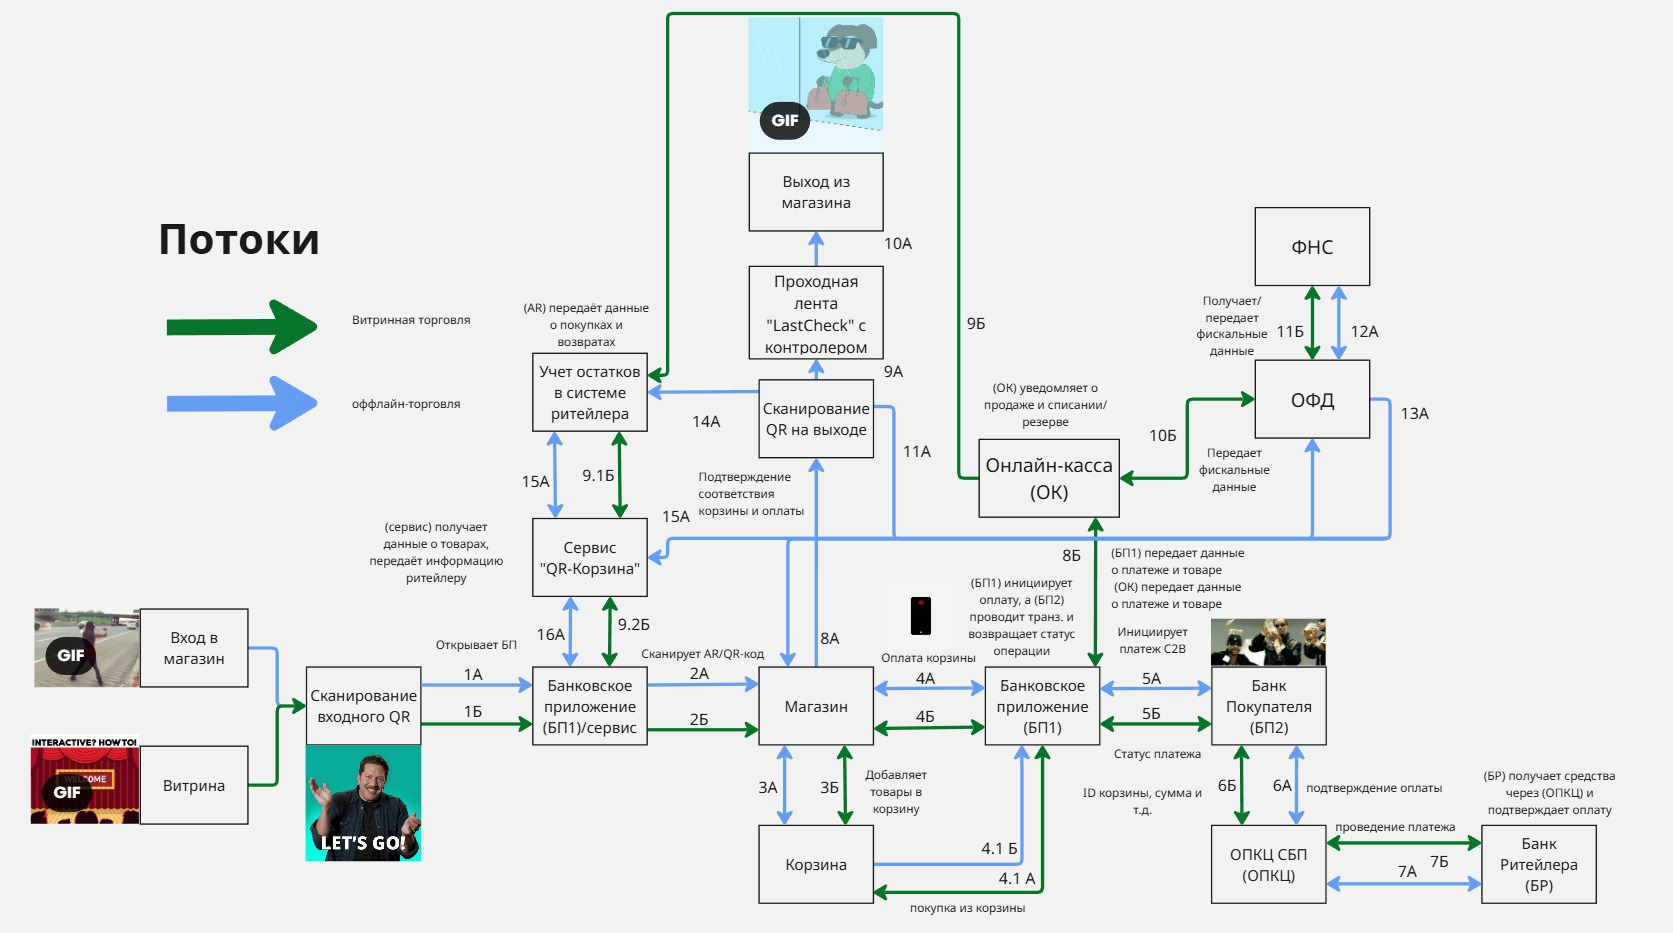 GIF
Выход из
магазина
10А
Проходная
лента
"LastCheck" с
контролером
9А
9Б
Потоки
Витринная торговля
оффлайн-торговля
ФНС
Получает/
передает
фискальные
данные
11Б
12А
ОФД
13А
(AR) передаёт данные
о покупках и
возвратах
Учет остатков
в системе
ритейлера
14А
Сканирование
QR на выходе
11А
(ОК) уведомляет о
продаже и списании/
резерве
10Б
Передает
фискальные
данные
Онлайн-касса
(ОК)
15А
9.1Б
Подтверждение
соответствия
корзины и оплаты
15А
(сервис) получает
данные о товарах,
передаёт информацию
ритейлеру
Сервис
"QR-Корзина"
8Б
(БП1) передает данные
о платеже и товаре
(ОК) передает данные
о платеже и товаре
(БП1) инициирует
оплату, а (БП2)
проводит транз. и
возвращает статус
операции
GIF
Вход в
магазин
Открывает БП
16А
9.2Б
Сканирует AR/QR-код
8А
Оплата корзины
Инициирует
платеж C2B
Сканирование
входного QR
1А
1Б
Банковское
приложение
(БП1)/сервис
2А
2Б
Магазин
4А
4Б
Банковское
приложение
(БП1)
5А
5Б
Банк
Покупателя
(БП2)
Статус платежа
INTERACTIVE? HOW TO!
WELCOME
GIF
Витрина
LET'S GO!
3А
3Б
Добавляет
товары в
корзину
ID корзины, сумма и
т.д.
6Б
6А
подтверждение оплаты
(БР) получает средства
через (ОПКЦ) и
подтверждает оплату
Корзина
4.1 Б
4.1 А
покупка из корзины
ОПКЦ СБП
(ОПКЦ)
проведение платежа
7Б
7А
Банк
Ритейлера
(БР)